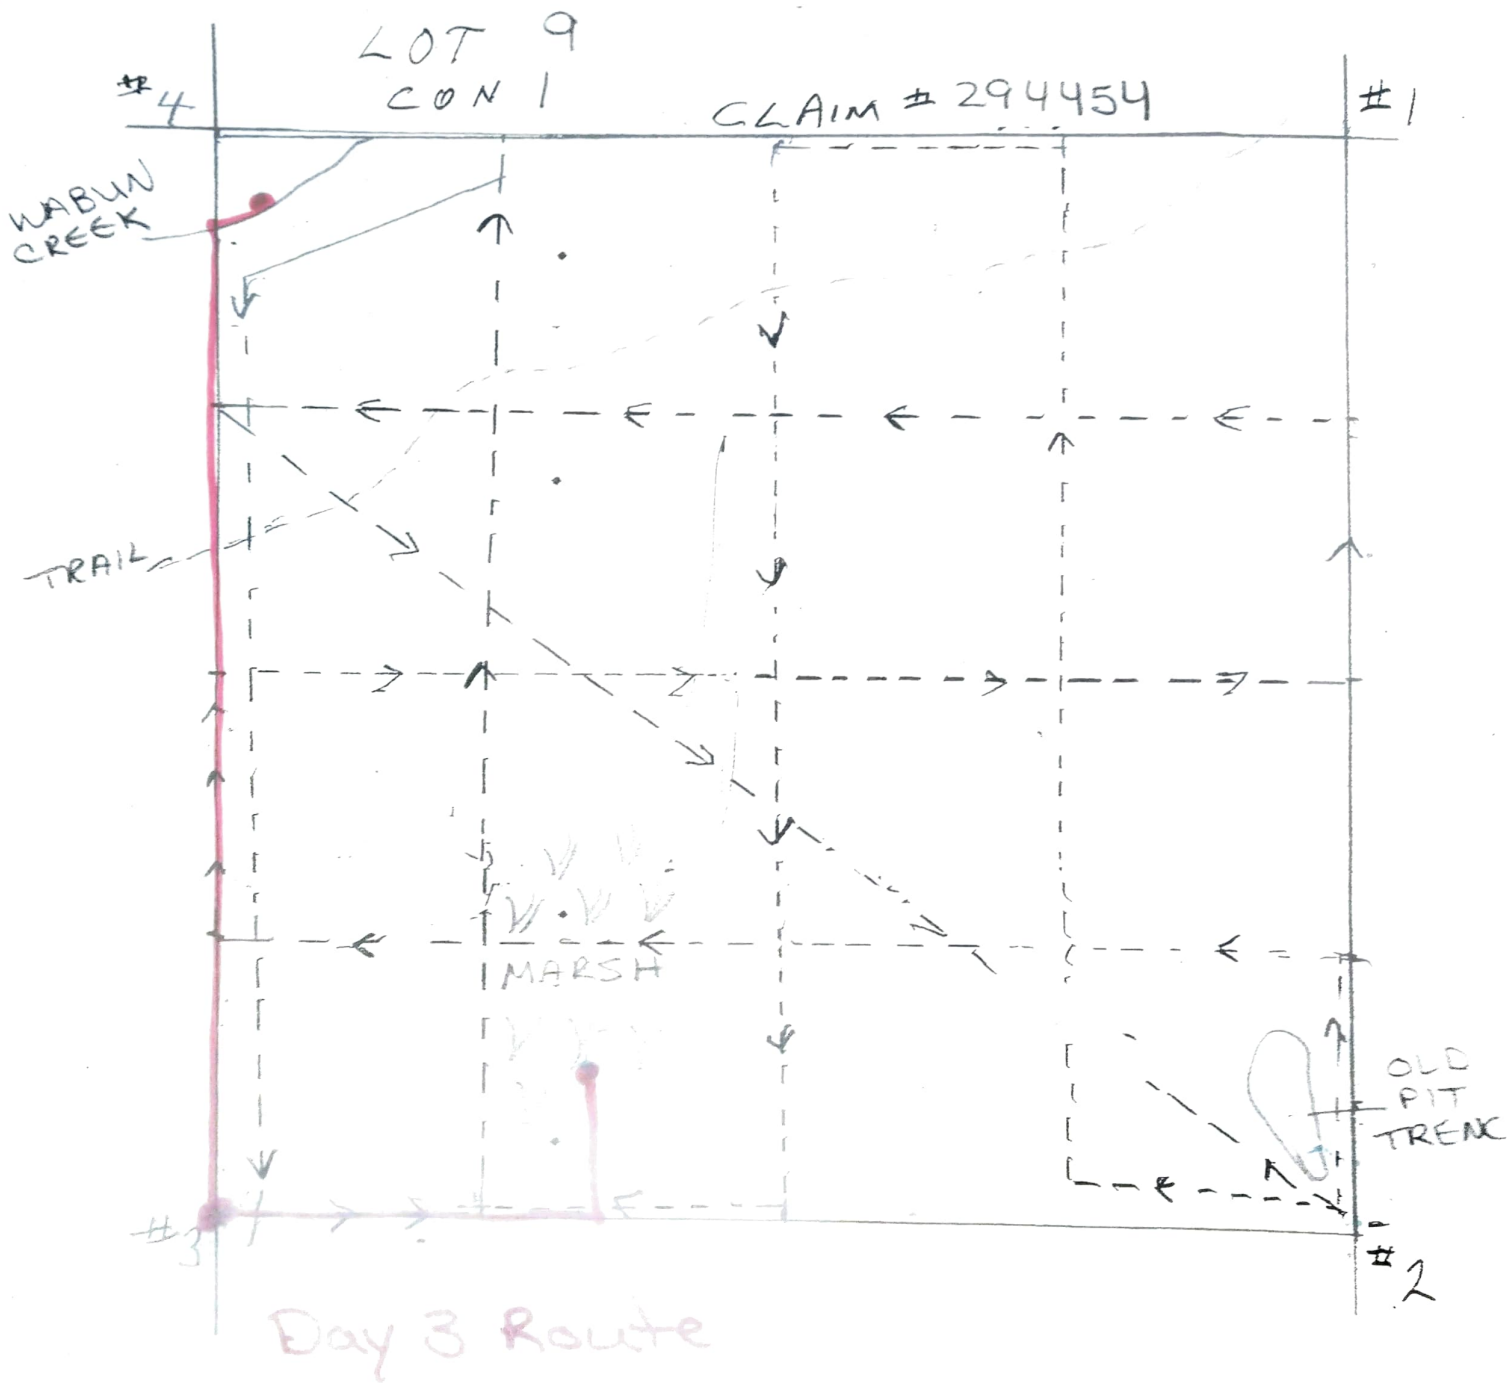 LOT 9
CON 1
CLAIM # 294454
#4
#1
WABUN
CREEK
TRAIL
MARSH
OLD
PIT
TRENC
#3
#2
Day 3 Route